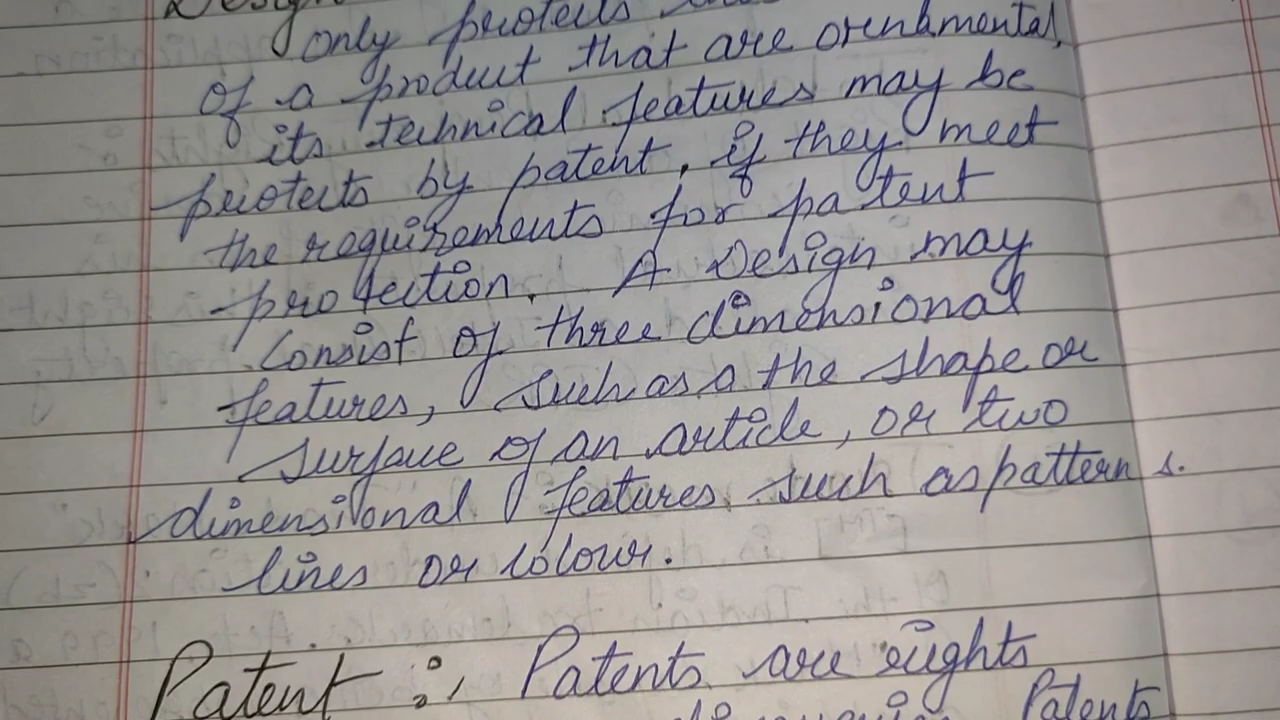 Design
only protects
of a product that are ornamental,
its technical features may be
protects by patent, if they meet
the requirements for patent
protection. A Design may
consist of three dimensional
features, such as a the shape or
surface of an article, or two
dimensional features such as patterns.
lines or colour.
Patent :, Patents are rights
Patents